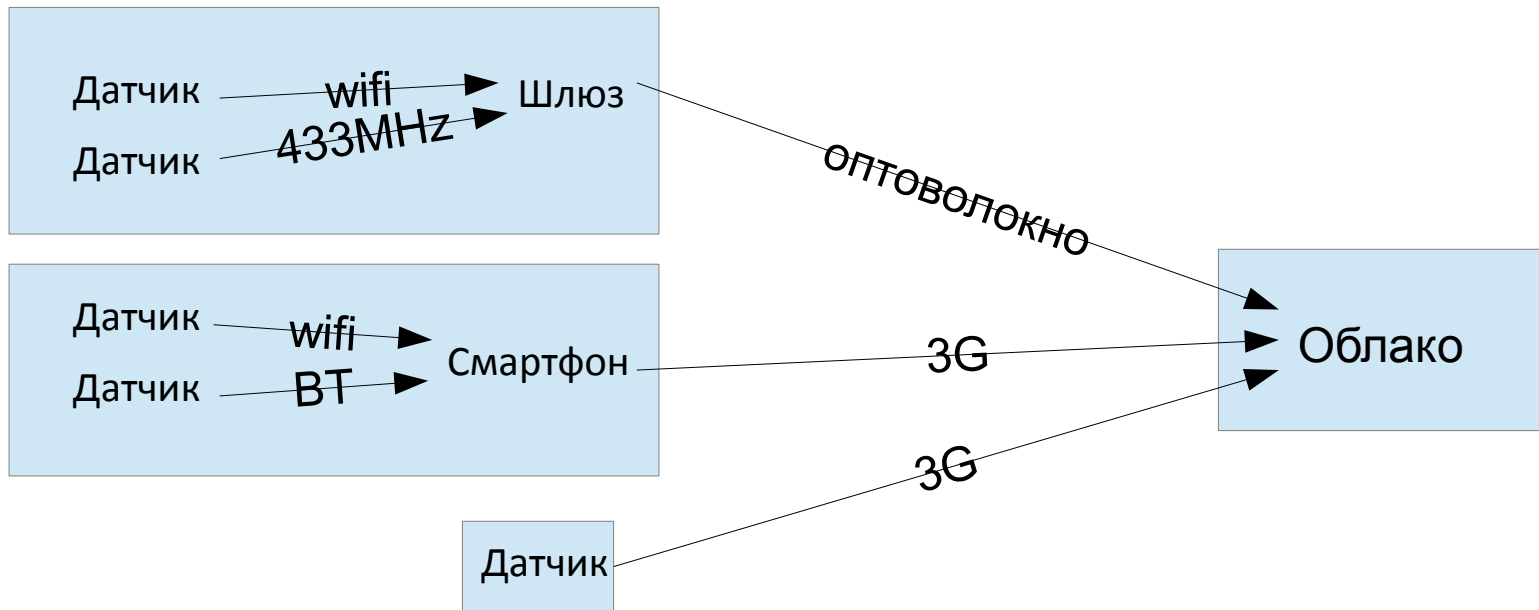 Датчик
wifi
Шлюз
Датчик
433MHz
оптоволокно
Датчик
wifi
Смартфон
Датчик
BT
3G
Облако
3G
Датчик